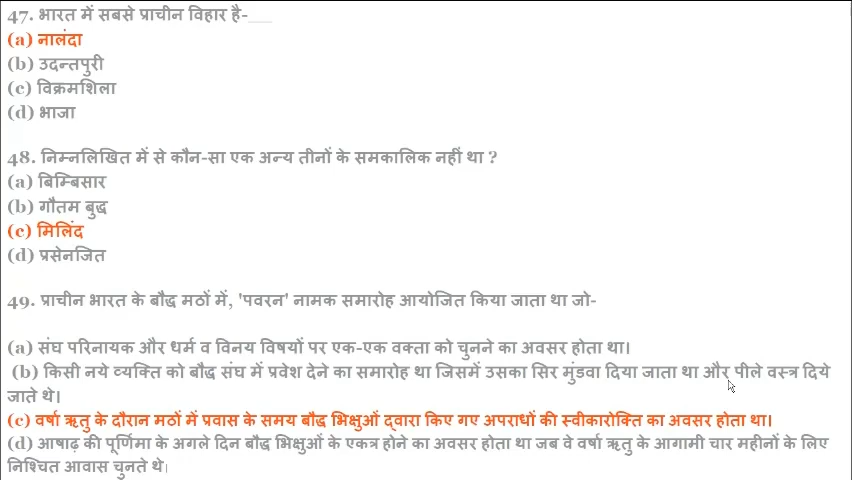 47. भारत में सबसे प्राचीन विहार है-___
(a) नालंदा
(b) उदन्तपुरी
(c) विक्रमशिला
(d) भाजा
48. निम्नलिखित में से कौन-सा एक अन्य तीनों के समकालिक नहीं था ?
(a) बिम्बिसार
(b) गौतम बुद्ध
(c) मिलिंद
(d) प्रसेनजित
49. प्राचीन भारत के बौद्ध मठों में, 'पवरन' नामक समारोह आयोजित किया जाता था जो-
(a) संघ परिनायक और धर्म व विनय विषयों पर एक-एक वक्ता को चुनने का अवसर होता था।
(b) किसी नये व्यक्ति को बौद्ध संघ में प्रवेश देने का समारोह था जिसमें उसका सिर मुंडवा दिया जाता था और पीले वस्त्र दिये
जाते थे।
(c) वर्षा ऋतु के दौरान मठों में प्रवास के समय बौद्ध भिक्षुओं द्वारा किए गए अपराधों की स्वीकारोक्ति का अवसर होता था।
(d) आषाढ़ की पूर्णिमा के अगले दिन बौद्ध भिक्षुओं के एकत्र होने का अवसर होता था जब वे वर्षा ऋतु के आगामी चार महीनों के लिए
निश्चित आवास चुनते थे।